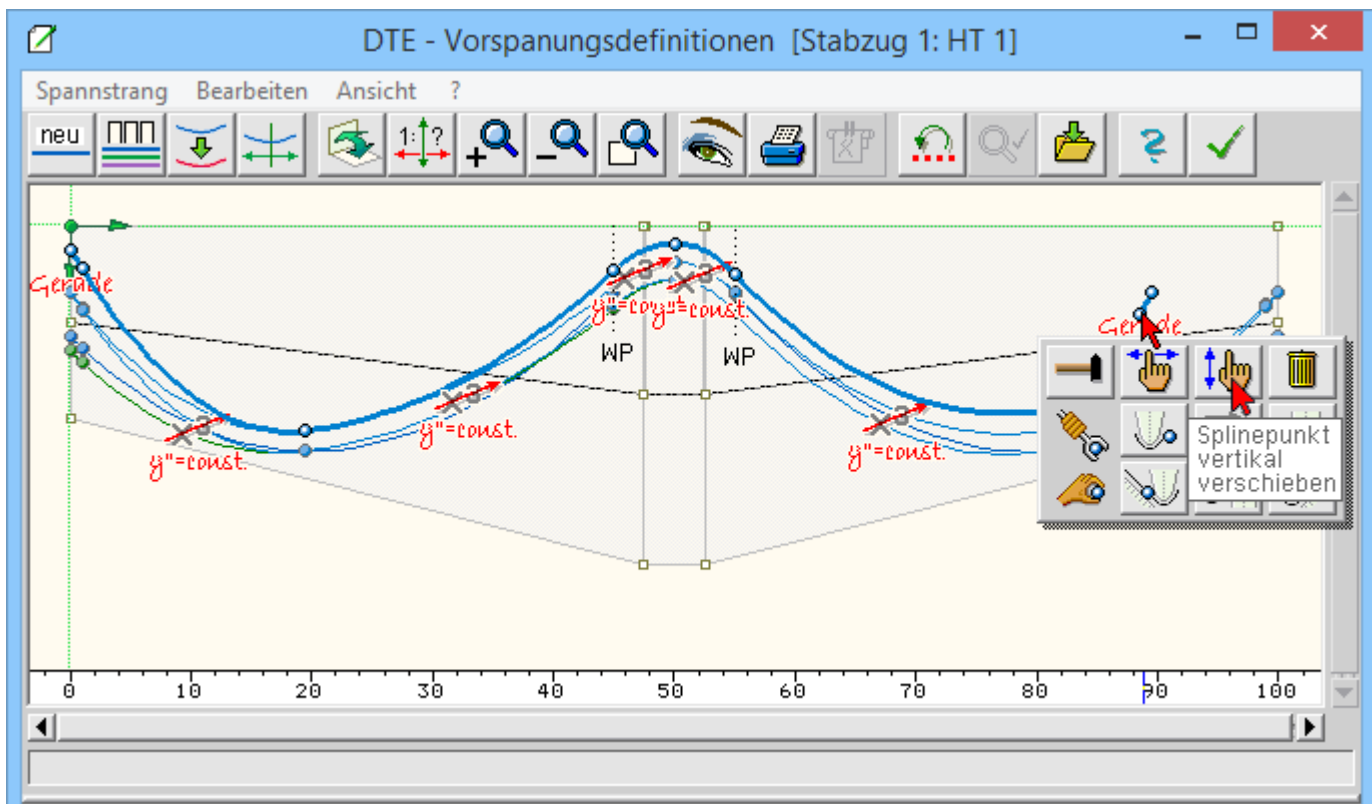 DTE - Vorspanungsdefinitionen [Stabzug 1: HT 1]
Spannstrang Bearbeiten Ansicht ?
neu
1:
?
Gerade
y"=const.
y"=const.
y"=const.
WP
WP
y"=const.
Gerade
Splinepunkt
vertikal
verschieben
0 10 20 30 40 50 60 70 80 90 100